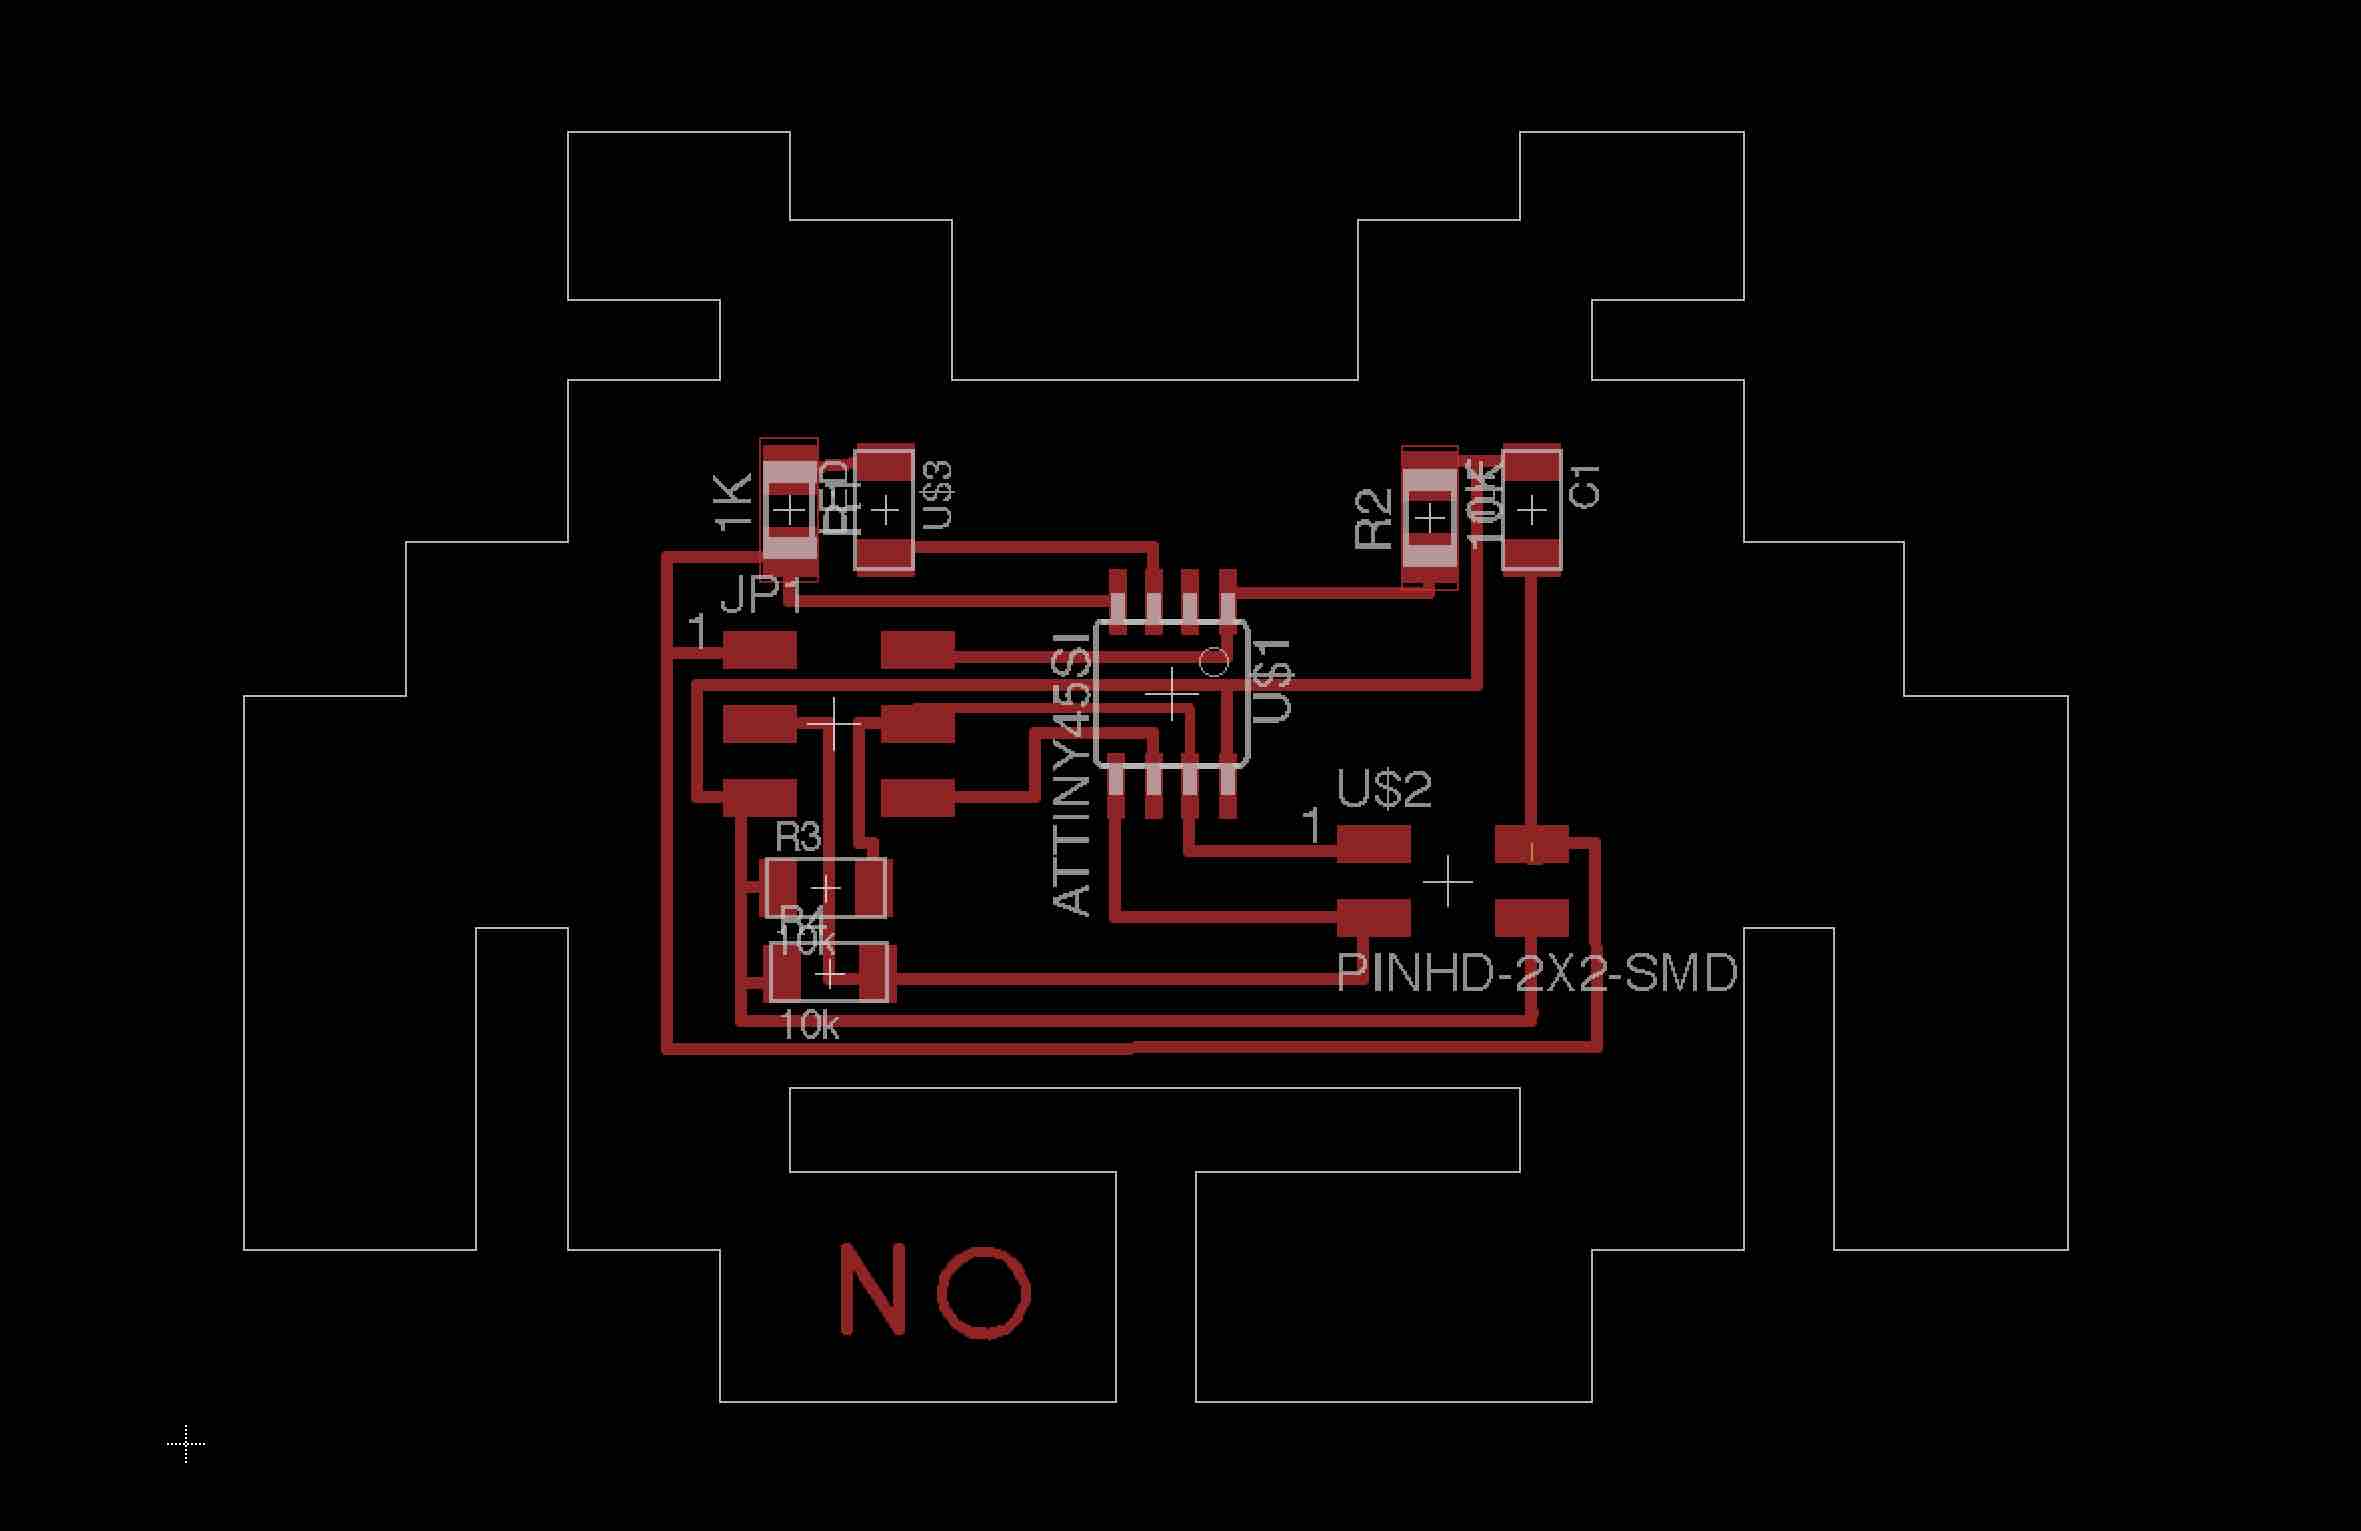 1K
RED
U$3
R2
10K
C1
JP1
1
ATTINY45SI
U$1
U$2
1
R3
10k
R4
10k
PINHD-2X2-SMD
NO